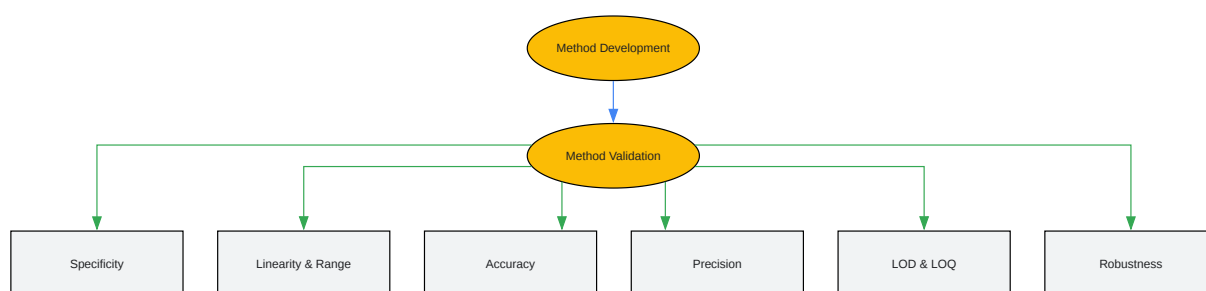 Method Development
Method Validation
Specificity
Linearity & Range
Accuracy
Precision
LOD & LOQ
Robustness